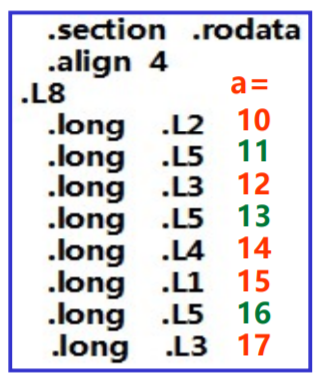 .section .rodata
.align 4
.L8 a=
.long .L2 10
.long .L5 11
.long .L3 12
.long .L5 13
.long .L4 14
.long .L1 15
.long .L5 16
.long .L3 17